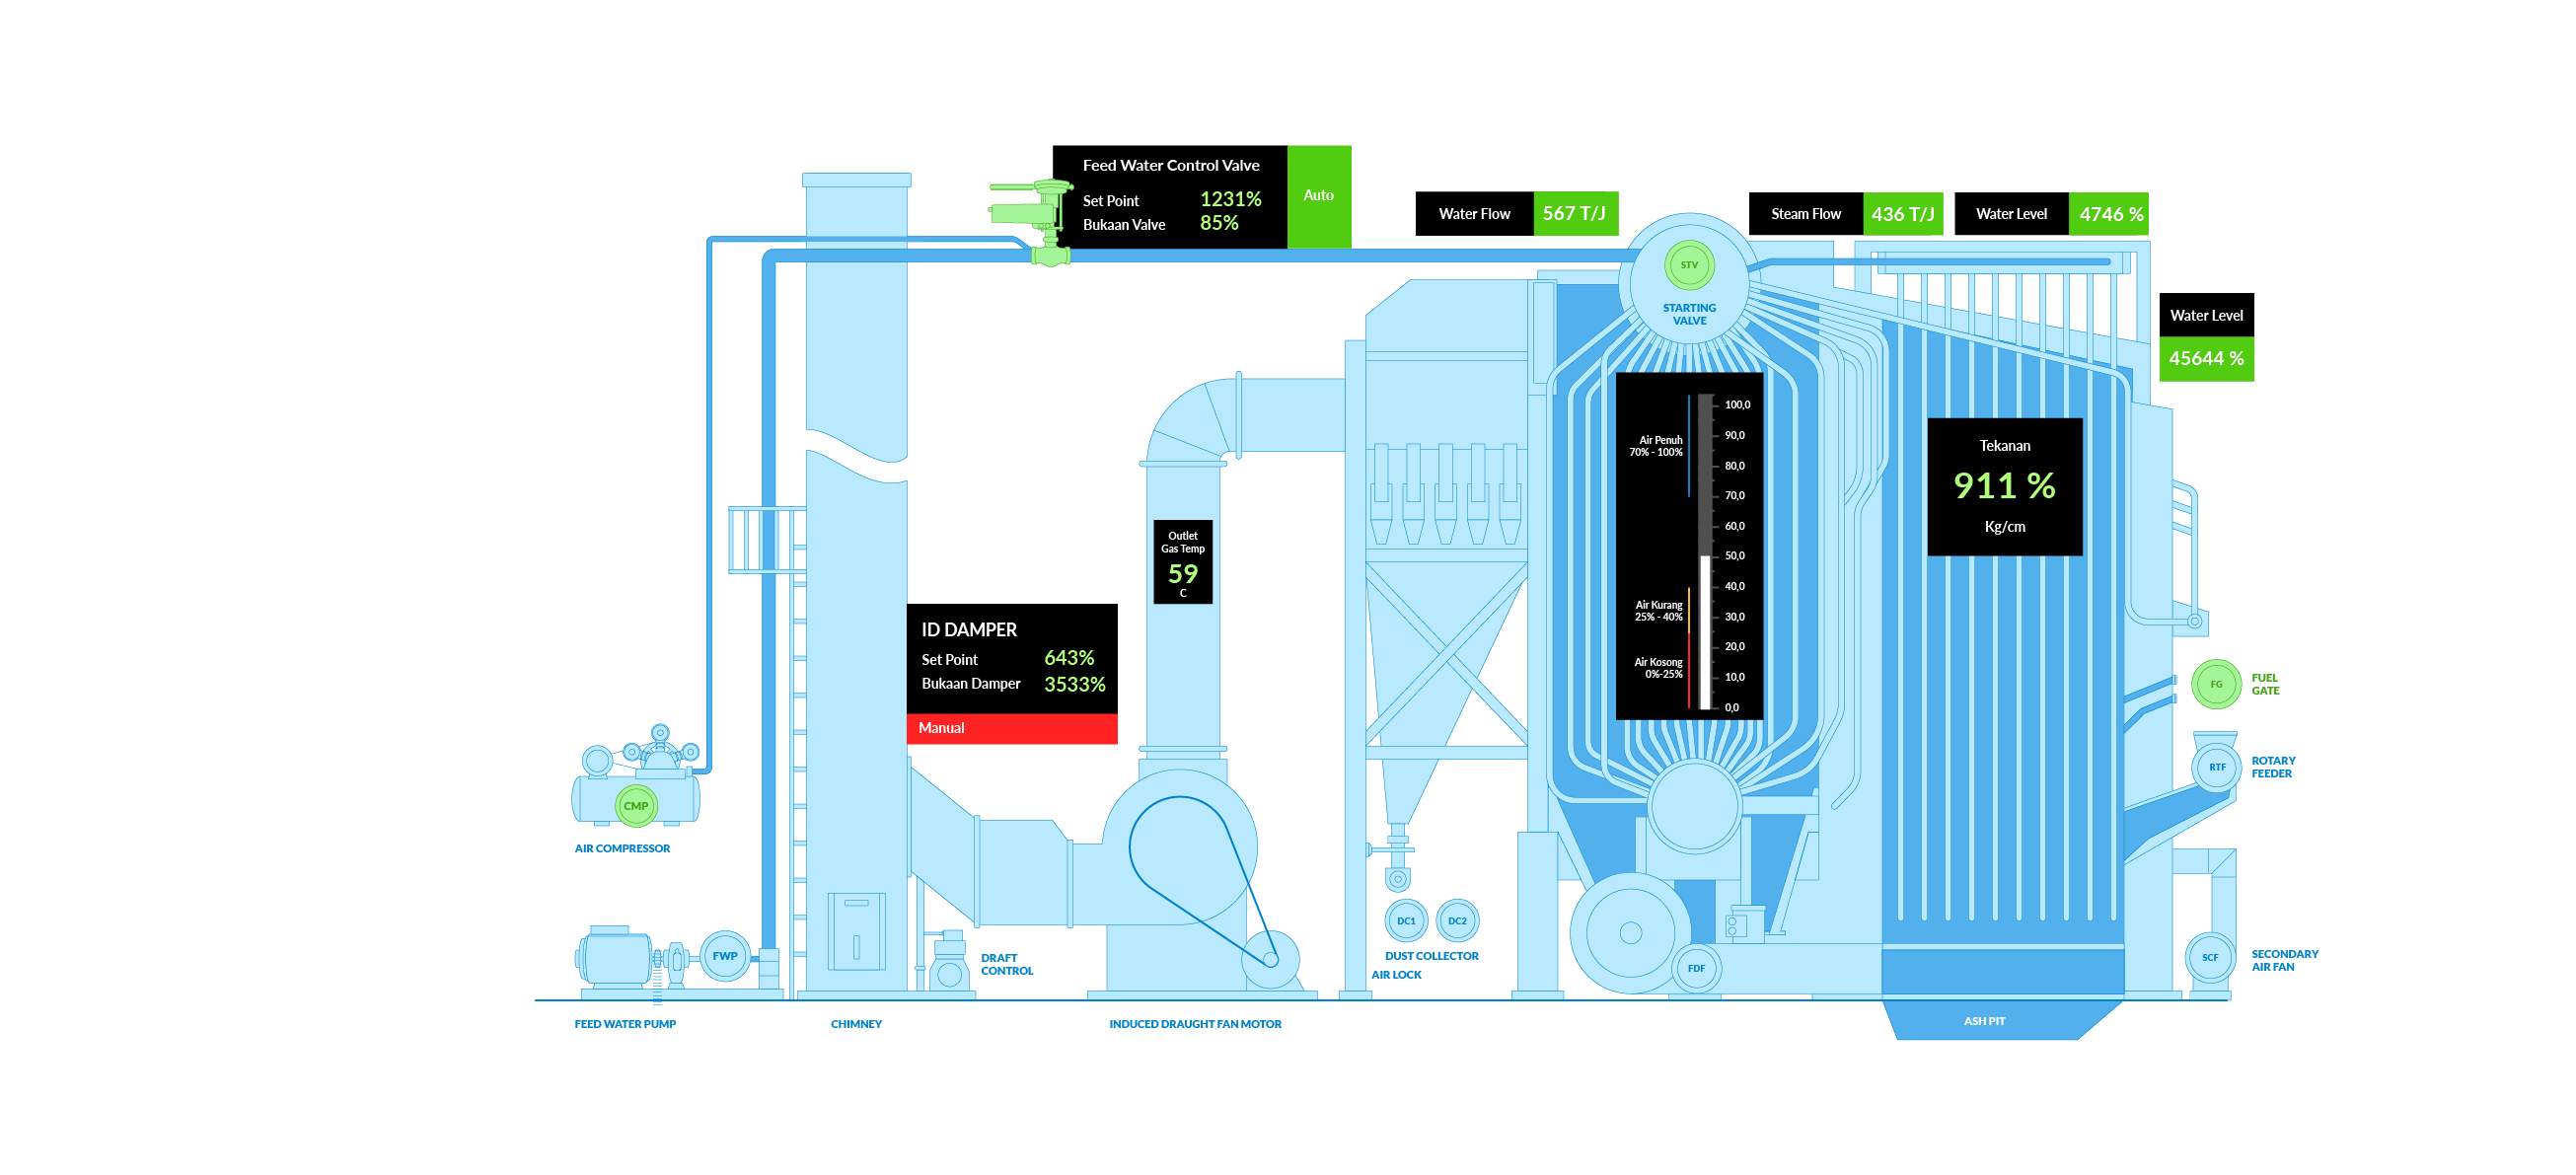 Feed Water Control Valve
Set Point 1231%
Bukaan Valve 85%
Auto
Water Flow 567 T/J
Steam Flow 436 T/J
Water Level 4746 %
STV
STARTING
VALVE
Water Level
45644 %
100,0
90,0
80,0
70,0
60,0
50,0
40,0
30,0
20,0
10,0
0,0
Air Penuh
70% - 100%
Air Kurang
25% - 40%
Air Kosong
0%-25%
Tekanan
911 %
Kg/cm
Outlet
Gas Temp
59
C
ID DAMPER
Set Point 643%
Bukaan Damper 3533%
Manual
FG
FUEL
GATE
RTF
ROTARY
FEEDER
CMP
AIR COMPRESSOR
DC1
DC2
DUST COLLECTOR
AIR LOCK
FWP
DRAFT
CONTROL
FDF
SCF
SECONDARY
AIR FAN
FEED WATER PUMP
CHIMNEY
INDUCED DRAUGHT FAN MOTOR
ASH PIT